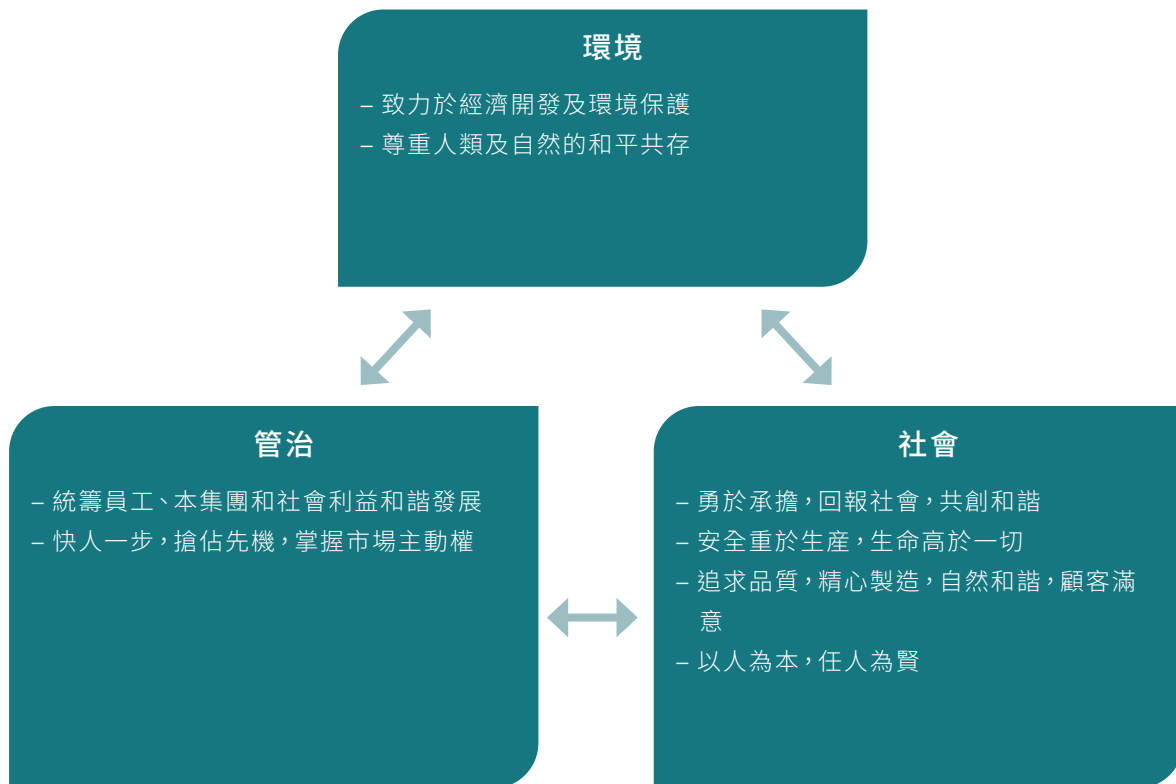 環境
– 致力於經濟開發及環境保護
– 尊重人類及自然的和平共存
管治
– 統籌員工、本集團和社會利益和諧發展
– 快人一步，搶佔先機，掌握市場主動權
社會
– 勇於承擔，回報社會，共創和諧
– 安全重於生產，生命高於一切
– 追求品質，精心製造，自然和諧，顧客滿
意
– 以人為本，任人為賢